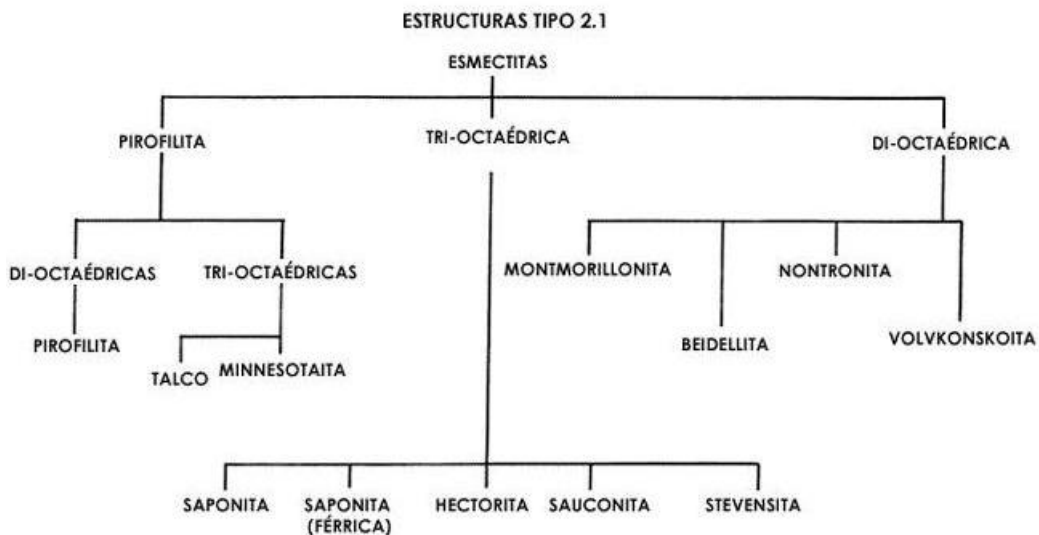 ESTRUCTURAS TIPO 2.1
ESMECTITAS
PIROFILITA
TRI-OCTAÉDRICA
DI-OCTAÉDRICA
DI-OCTAÉDRICAS
TRI-OCTAÉDRICAS
MONTMORILLONITA
NONTRONITA
PIROFILITA
TALCO
MINNESOTAITA
BEIDELLITA
VOLVKONSKOITA
SAPONITA
SAPONITA
(FÉRRICA)
HECTORITA
SAUCONITA
STEVENSITA